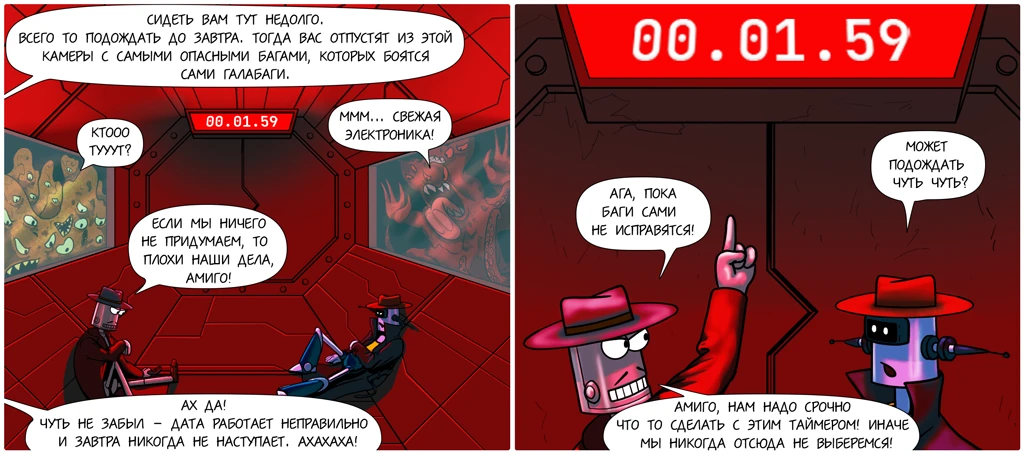 СИДЕТЬ ВАМ ТУТ НЕДОЛГО.
ВСЕГО ТО ПОДОЖДАТЬ ДО ЗАВТРА. ТОГДА ВАС ОТПУСТЯТ ИЗ ЭТОЙ
КАМЕРЫ С САМЫМИ ОПАСНЫМИ БАГАМИ, КОТОРЫХ БОЯТСЯ
САМИ ГАЛАБАГИ.
00.01.59
КТООО
ТУУУТ?
МММ... СВЕЖАЯ
ЭЛЕКТРОНИКА!
ЕСЛИ МЫ НИЧЕГО
НЕ ПРИДУМАЕМ, ТО
ПЛОХИ НАШИ ДЕЛА,
АМИГО!
АХ ДА!
ЧУТЬ НЕ ЗАБЫЛ – ДАТА РАБОТАЕТ НЕПРАВИЛЬНО
И ЗАВТРА НИКОГДА НЕ НАСТУПАЕТ. АХАХАХА!
00.01.59
МОЖЕТ
ПОДОЖДАТЬ
ЧУТЬ ЧУТЬ?
АГА, ПОКА
БАГИ САМИ
НЕ ИСПРАВЯТСЯ!
АМИГО, НАМ НАДО СРОЧНО
ЧТО ТО СДЕЛАТЬ С ЭТИМ ТАЙМЕРОМ! ИНАЧЕ
МЫ НИКОГДА ОТСЮДА НЕ ВЫБЕРЕМСЯ!